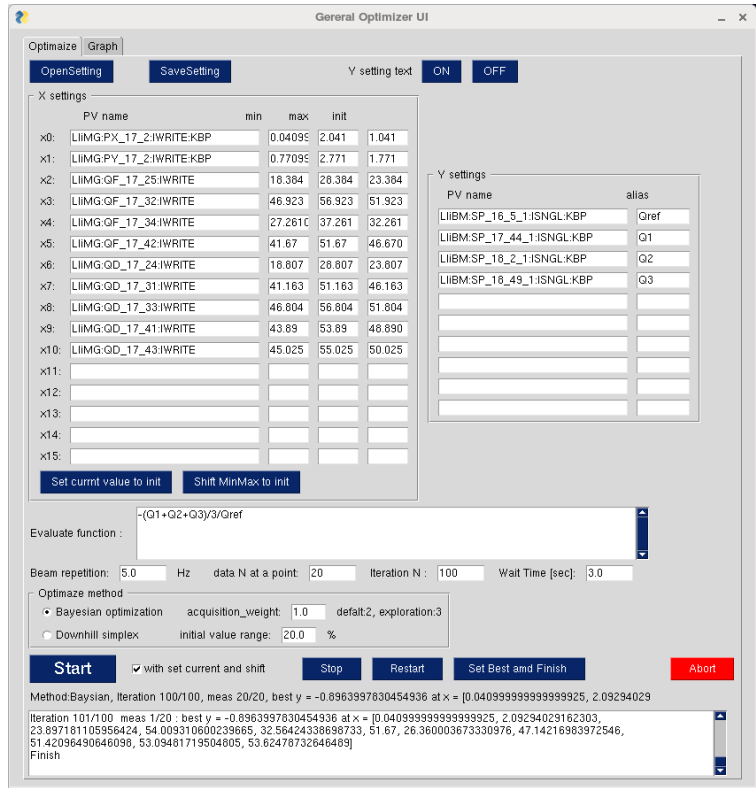 Gereral Optimizer UI
Optimaize Graph
OpenSetting SaveSetting Y setting text ON OFF
X settings
PV name min max init
x0: LIiMG:PX_17_2:IWRITE:KBP 0.04099 2.041 1.041
x1: LIiMG:PY_17_2:IWRITE:KBP 0.77099 2.771 1.771
x2: LIiMG:QF_17_25:IWRITE 18.384 28.384 23.384
x3: LIiMG:QF_17_32:IWRITE 46.923 56.923 51.923
x4: LIiMG:QF_17_34:IWRITE 27.2610 37.261 32.261
x5: LIiMG:QF_17_42:IWRITE 41.67 51.67 46.670
x6: LIiMG:QD_17_24:IWRITE 18.807 28.807 23.807
x7: LIiMG:QD_17_31:IWRITE 41.163 51.163 46.163
x8: LIiMG:QD_17_33:IWRITE 46.804 56.804 51.804
x9: LIiMG:QD_17_41:IWRITE 43.89 53.89 48.890
x10: LIiMG:QD_17_43:IWRITE 45.025 55.025 50.025
x11:
x12:
x13:
x14:
x15:
Set currnt value to init Shift MinMax to init
Y settings
PV name alias
LIiBM:SP_16_5_1:ISNGL:KBP Qref
LIiBM:SP_17_44_1:ISNGL:KBP Q1
LIiBM:SP_18_2_1:ISNGL:KBP Q2
LIiBM:SP_18_49_1:ISNGL:KBP Q3
Evaluate function : -(Q1+Q2+Q3)/3/Qref
Beam repetition: 5.0 Hz data N at a point: 20 Iteration N : 100 Wait Time [sec]: 3.0
Optimaze method
Bayesian optimization acquisition_weight: 1.0 defalt:2, exploration:3
Downhill simplex initial value range: 20.0 %
Start with set current and shift Stop Restart Set Best amd Finish Abort
Method:Baysian, Iteration 100/100, meas 20/20, best y = -0.8963997830454936 at x = [0.040999999999999925, 2.09294029
Iteration 101/100 meas 1/20 : best y = -0.8963997830454936 at x = [0.040999999999999925, 2.09294029162303,
23.897181105956424, 54.009310600239665, 32.56424338698733, 51.67, 26.360003673330976, 47.14216983972546,
51.42096490646098, 53.09481719504805, 53.62478732646489]
Finish